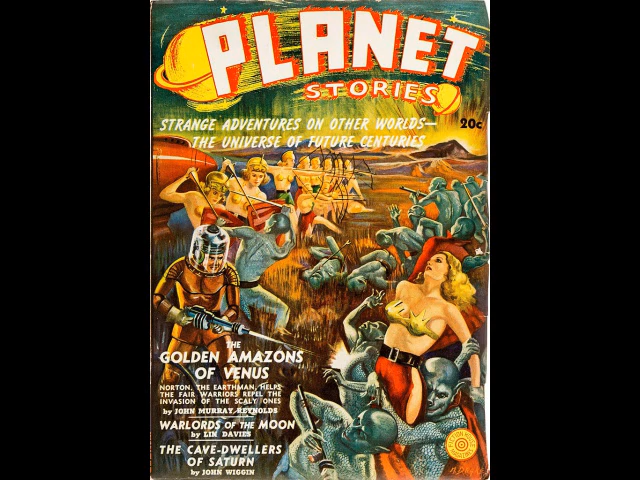 PLANET
STORIES
20c
STRANGE ADVENTURES ON OTHER WORLDS—
THE UNIVERSE OF FUTURE CENTURIES
THE
GOLDEN AMAZONS
OF VENUS
NORTON, THE EARTHMAN, HELPS
THE FAIR WARRIORS REPEL THE
INVASION OF THE SCALY ONES
by JOHN MURRAY REYNOLDS
WARLORDS OF THE MOON
by LIN DAVIES
THE CAVE-DWELLERS
OF SATURN
by JOHN WIGGIN